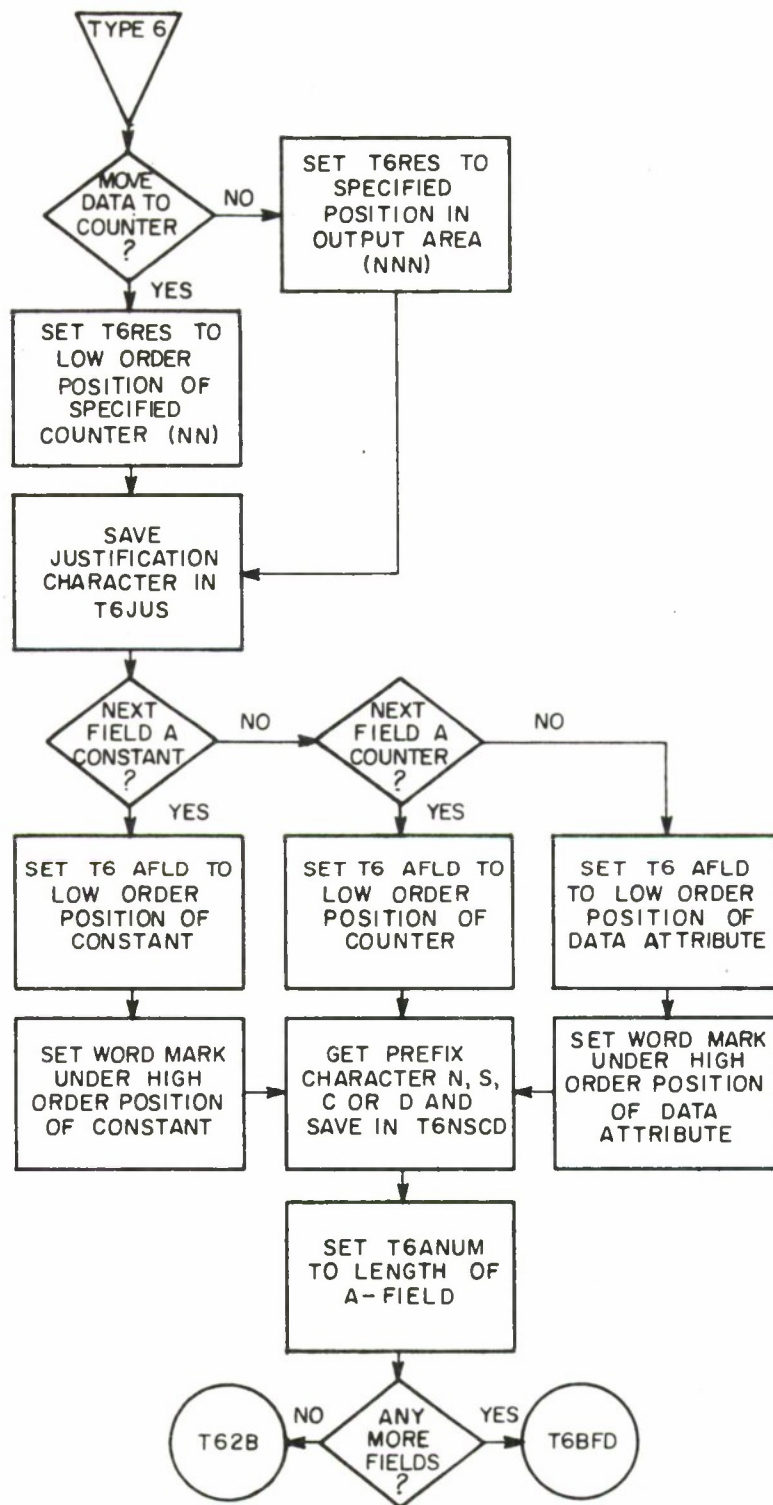 TYPE 6
MOVE
DATA TO
COUNTER
?
NO
SET T6RES TO
SPECIFIED
POSITION IN
OUTPUT AREA
(NNN)
YES
SET T6RES TO
LOW ORDER
POSITION OF
SPECIFIED
COUNTER (NN)
SAVE
JUSTIFICATION
CHARACTER IN
T6JUS
NEXT
FIELD A
CONSTANT
?
NO
NEXT
FIELD A
COUNTER
?
NO
YES
YES
SET T6 AFLD TO
LOW ORDER
POSITION OF
CONSTANT
SET T6 AFLD TO
LOW ORDER
POSITION OF
COUNTER
SET T6 AFLD
TO LOW ORDER
POSITION OF
DATA ATTRIBUTE
SET WORD MARK
UNDER HIGH
ORDER POSITION
OF CONSTANT
GET PREFIX
CHARACTER N, S,
C OR D AND
SAVE IN T6NSCD
SET WORD MARK
UNDER HIGH
ORDER POSITION
OF DATA
ATTRIBUTE
SET T6ANUM
TO LENGTH OF
A-FIELD
T62B
NO
ANY
MORE
FIELDS
?
YES
T6BFD